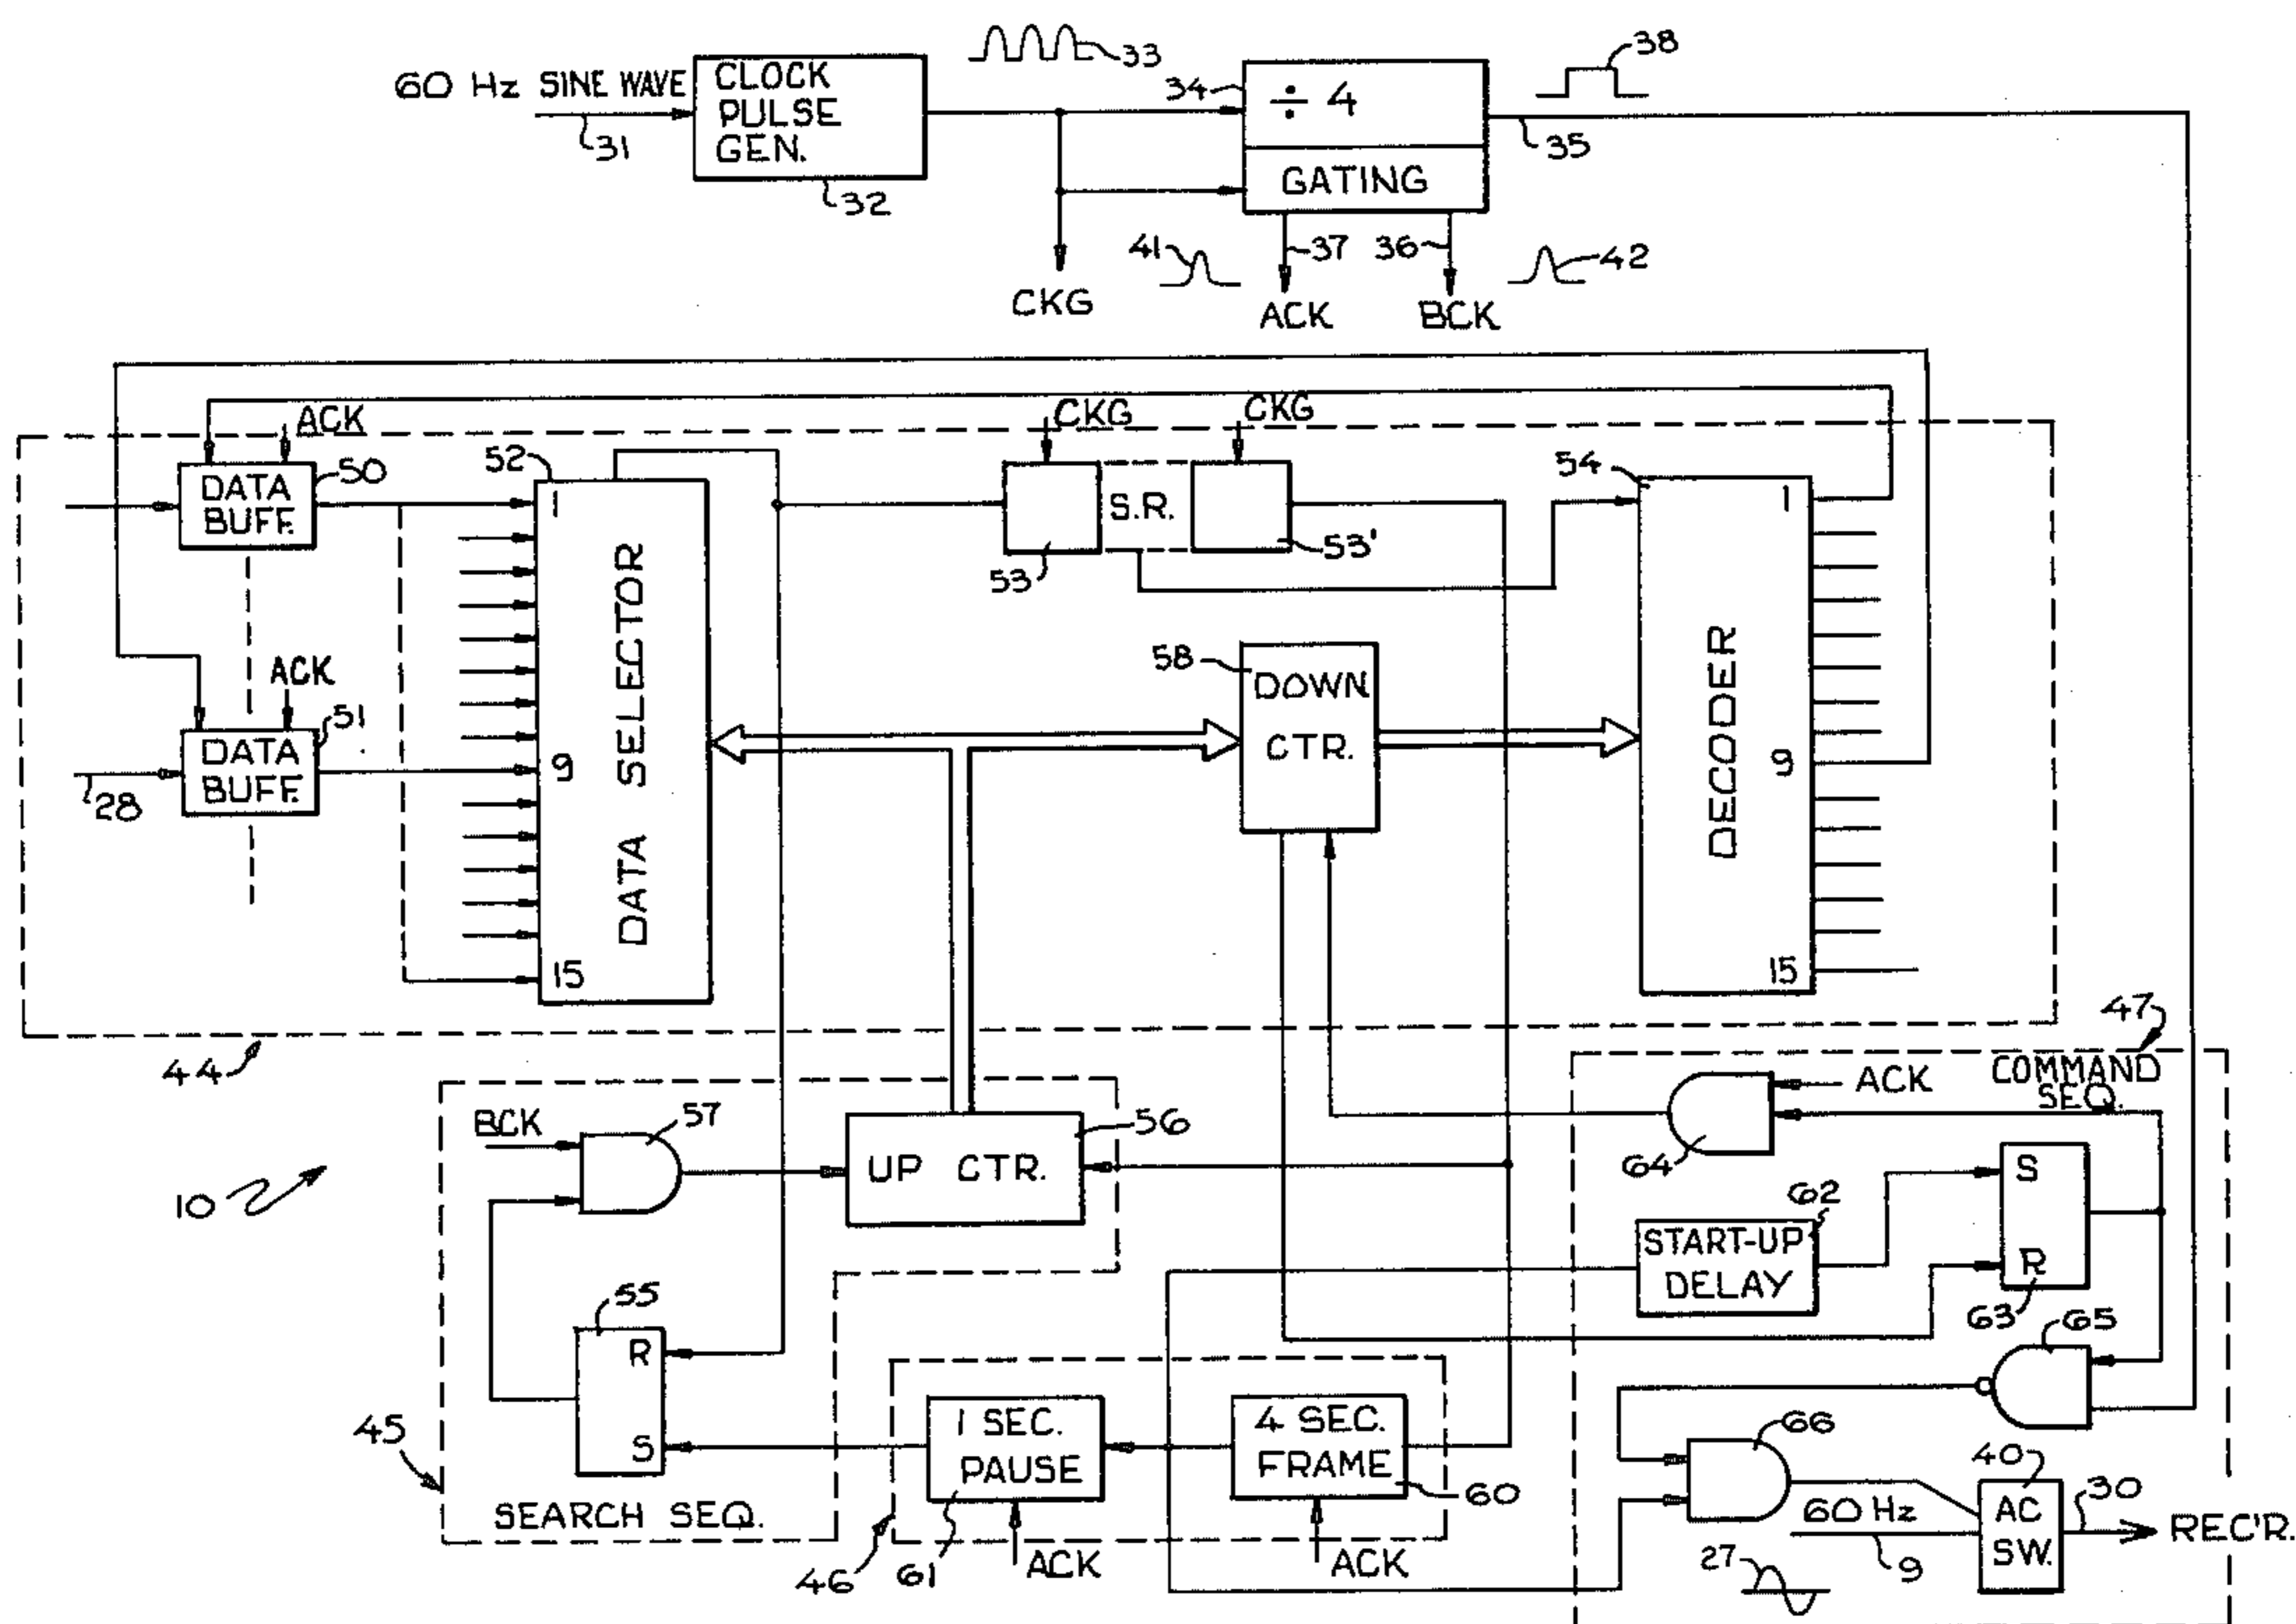 60 Hz SINE WAVE
31
CLOCK
PULSE
GEN.
32
33
34
÷ 4
GATING
38
35
41
37
36
42
CKG
ACK
BCK
ACK
CKG
CKG
DATA
BUFF.
50
52
1
S.R.
53
53'
54
1
DATA SELECTOR
ACK
DATA
BUFF.
51
28
9
58
DOWN
CTR.
DECODER
9
15
15
44
47
COMMAND
SEQ.
ACK
64
BCK
57
UP CTR.
56
10
S
R
63
62
START-UP
DELAY
55
R
S
65
45
SEARCH SEQ.
1 SEC.
PAUSE
4 SEC.
FRAME
60
66
40
60 Hz
AC
SW.
30
REC'R.
46
61
ACK
ACK
27
9